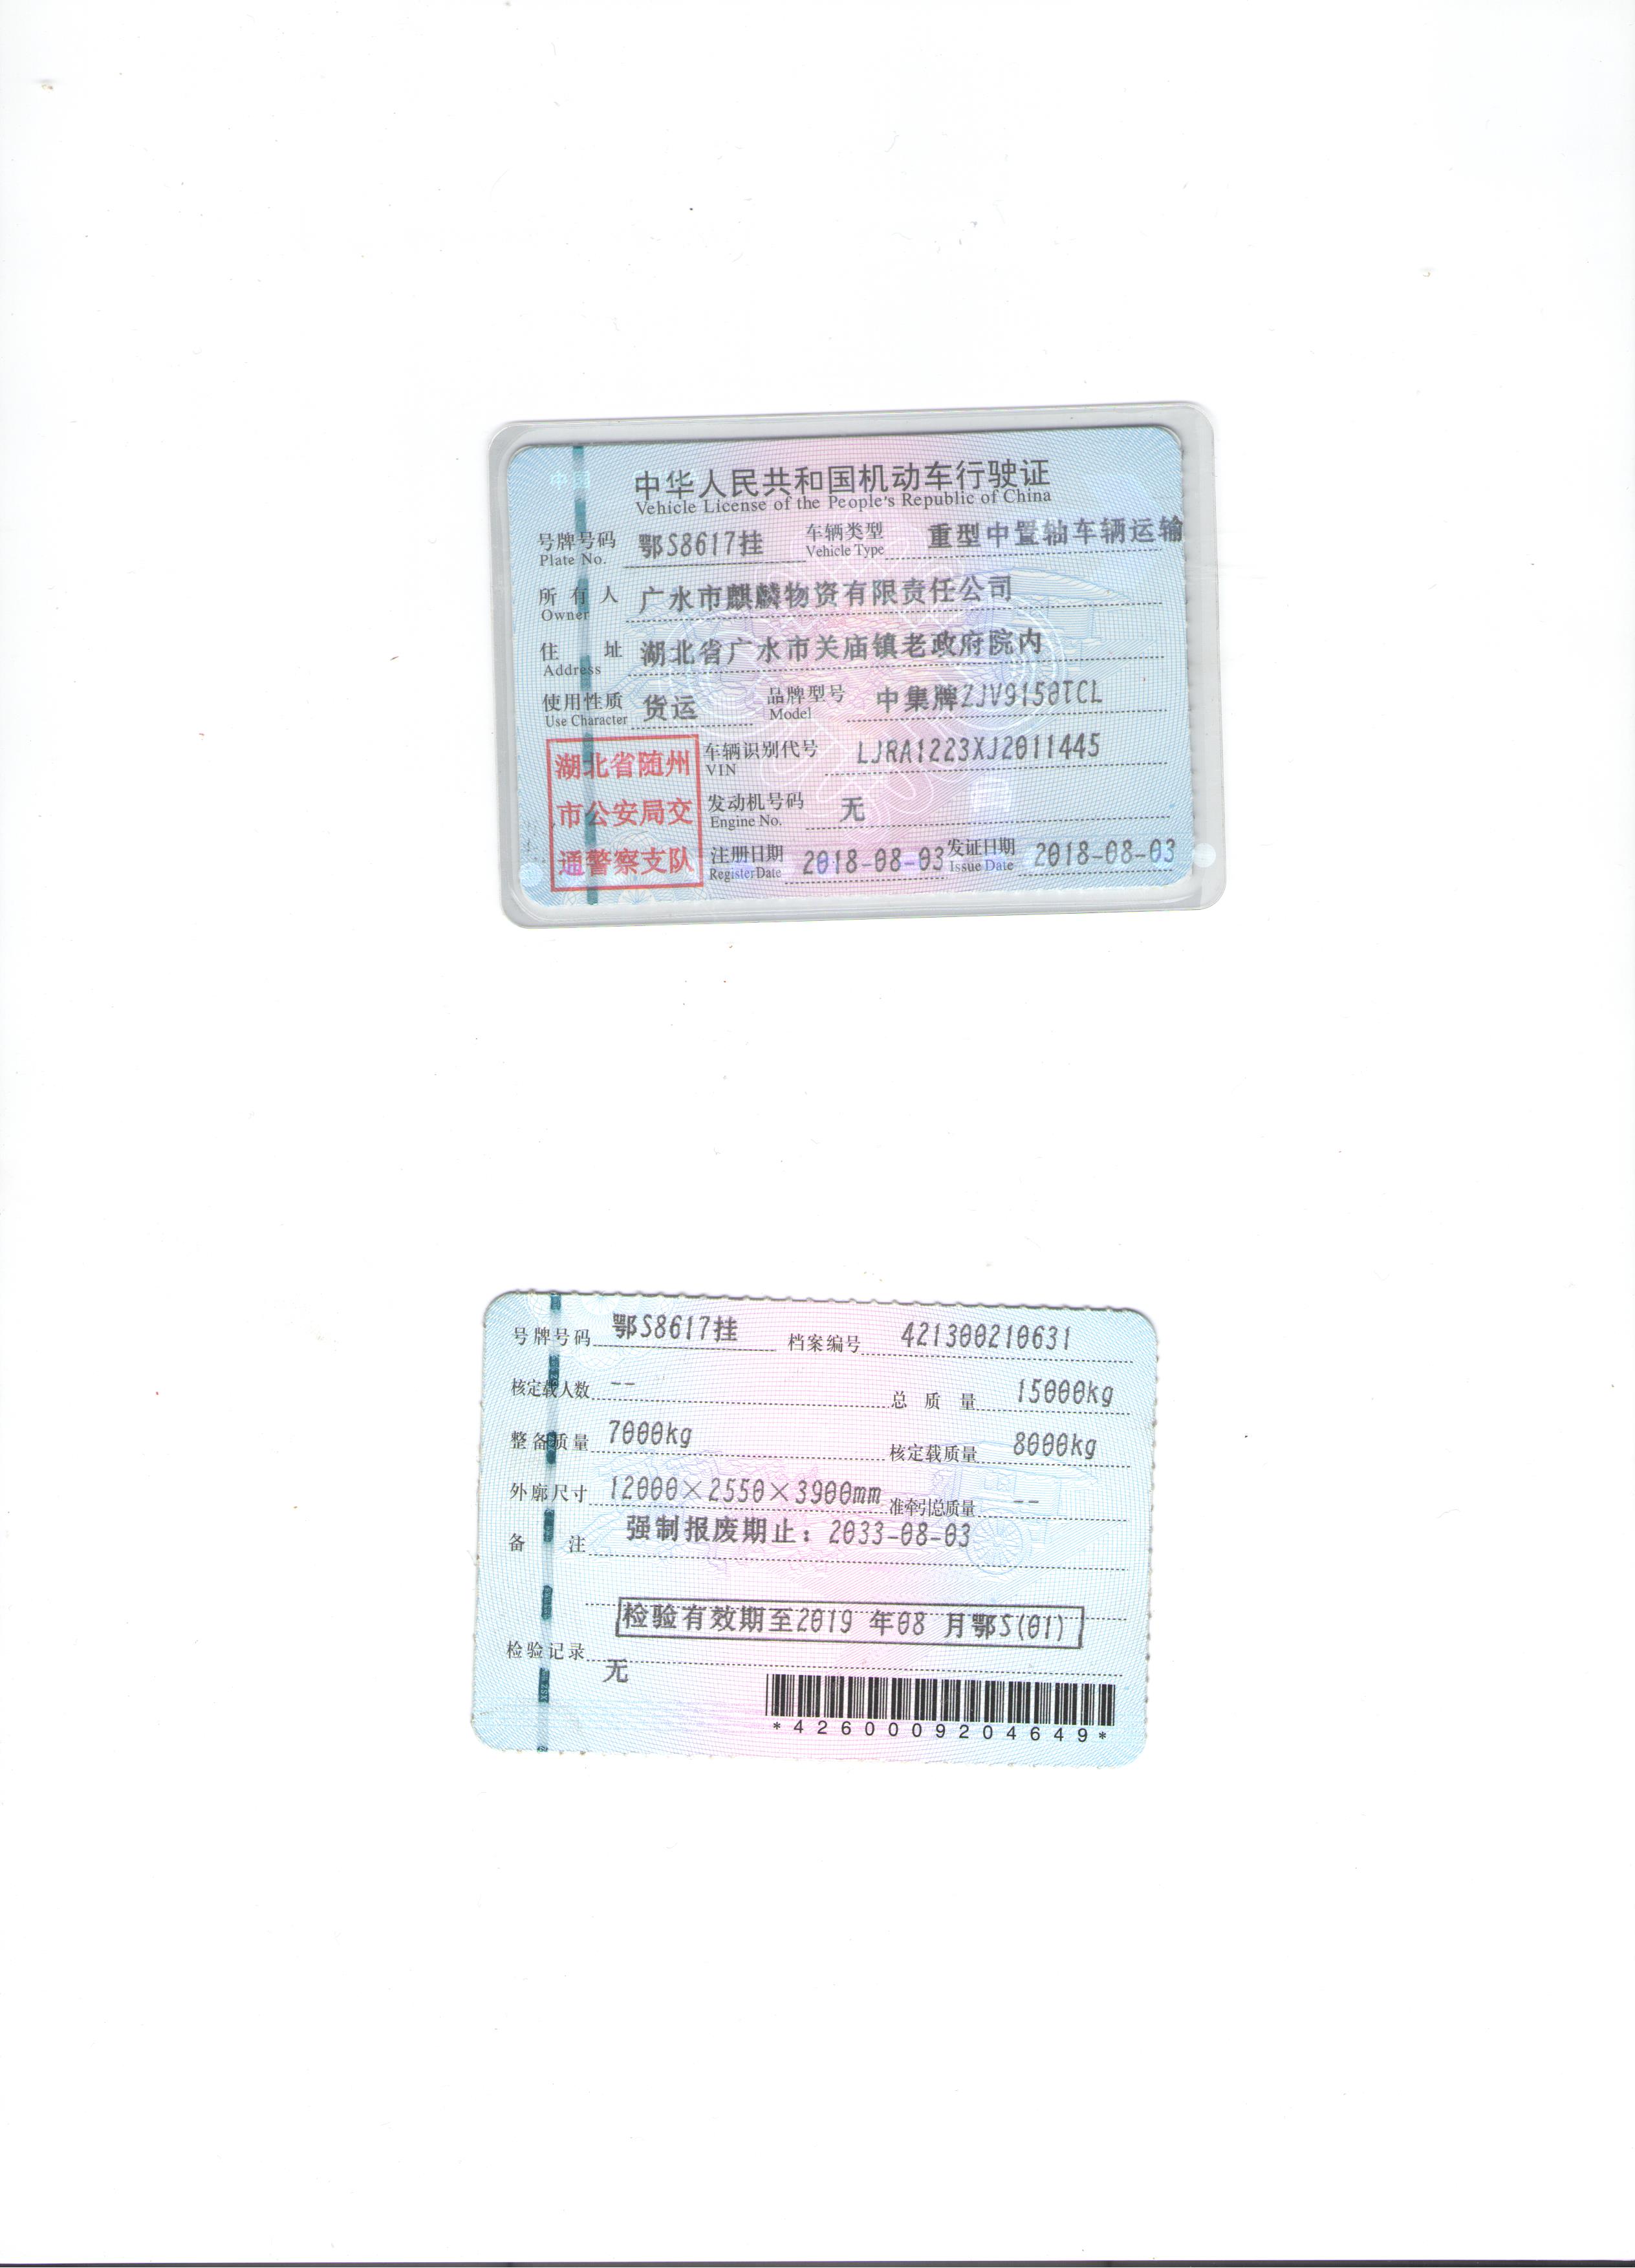 中华人民共和国机动车行驶证
Vehicle License of the People's Republic of China
号牌号码 鄂S8617挂 车辆类型 重型中置轴车辆运输
Plate No. Vehicle Type
所有人 广水市麒麟物资有限责任公司
Owner
住址 湖北省广水市关庙镇老政府院内
Address
使用性质 货运 品牌型号 中集牌ZJV9150TCL
Use Character Model
湖北省随州
市公安局交
通警察支队
车辆识别代号 LJRA1223XJ2011445
VIN
发动机号码 无
Engine No.
注册日期 2018-08-03 发证日期 2018-08-03
Register Date Issue Date
号牌号码 鄂S8617挂 档案编号 421300210631
核定载人数 -- 总质量 15000kg
整备质量 7000kg 核定载质量 8000kg
外廓尺寸 12000×2550×3900mm 准牵引总质量 --
备注 强制报废期止：2033-08-03
检验有效期至2019 年08 月鄂S(01)
检验记录
无
*4260009204649*